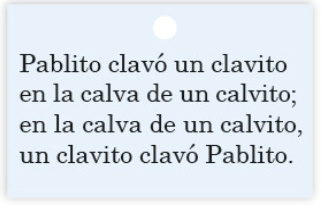 Pablito clavó un clavito
en la calva de un calvito;
en la calva de un calvito,
un clavito clavó Pablito.